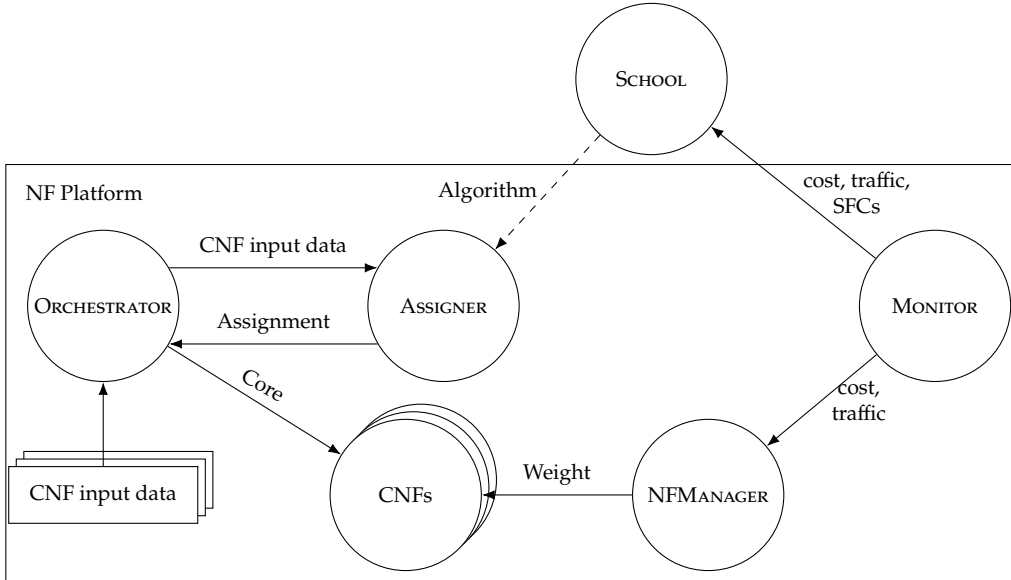 SCHOOL
NF Platform
Algorithm
cost, traffic,
SFCs
CNF input data
ORCHESTRATOR
ASSIGNER
MONITOR
Assignment
Core
cost,
traffic
CNF input data
CNFs
Weight
NFMANAGER